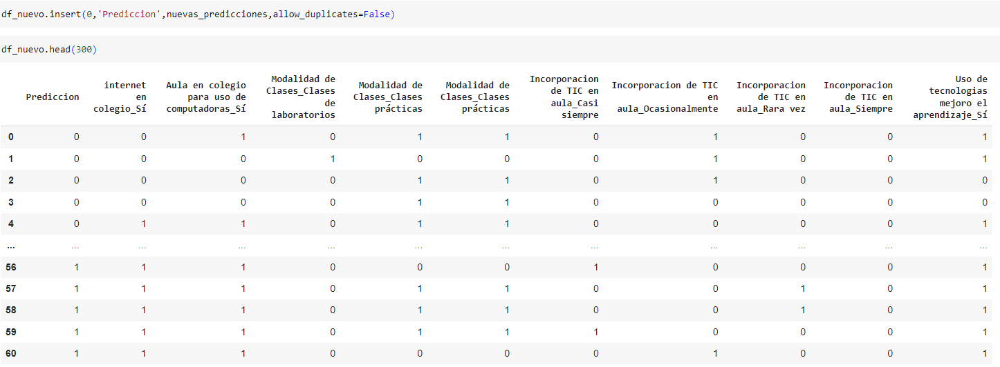 df_nuevo.insert(0,'Prediccion',nuevas_predicciones,allow_duplicates=False)
df_nuevo.head(300)
Prediccion
internet
en
colegio_Sí
Aula en colegio
para uso de
computadoras_Sí
Modalidad de
Clases_Clases
de
laboratorios
Modalidad de
Clases_Clases
prácticas
Modalidad de
Clases_Clases
prácticas
Incorporacion
de TIC en
aula_Casi
siempre
Incorporacion de TIC
en
aula_Ocasionalmente
Incorporacion
de TIC en
aula_Rara vez
Incorporacion
de TIC en
aula_Siempre
Uso de
tecnologias
mejoro el
aprendizaje_Sí
0 0 0 1 0 1 1 0 1 0 0 1
1 0 0 0 1 0 0 0 1 0 0 1
2 0 0 0 0 1 1 0 1 0 0 0
3 0 0 0 0 1 1 0 0 0 0 0
4 0 1 1 0 1 1 0 0 0 0 1
... ... ... ... ... ... ... ... ... ... ... ...
56 1 1 1 0 0 0 1 0 0 0 1
57 1 1 1 0 1 1 0 0 1 0 1
58 1 1 1 0 1 1 0 0 1 0 1
59 1 1 1 0 1 1 1 0 0 0 1
60 1 1 1 0 0 0 0 1 0 0 1